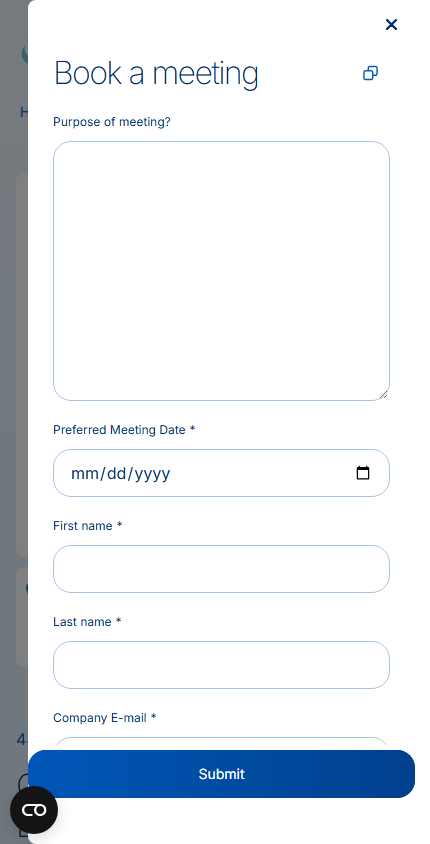 Book a meeting
Purpose of meeting?
Preferred Meeting Date *
mm/dd/yyyy
First name *
Last name *
Company E-mail *
Submit